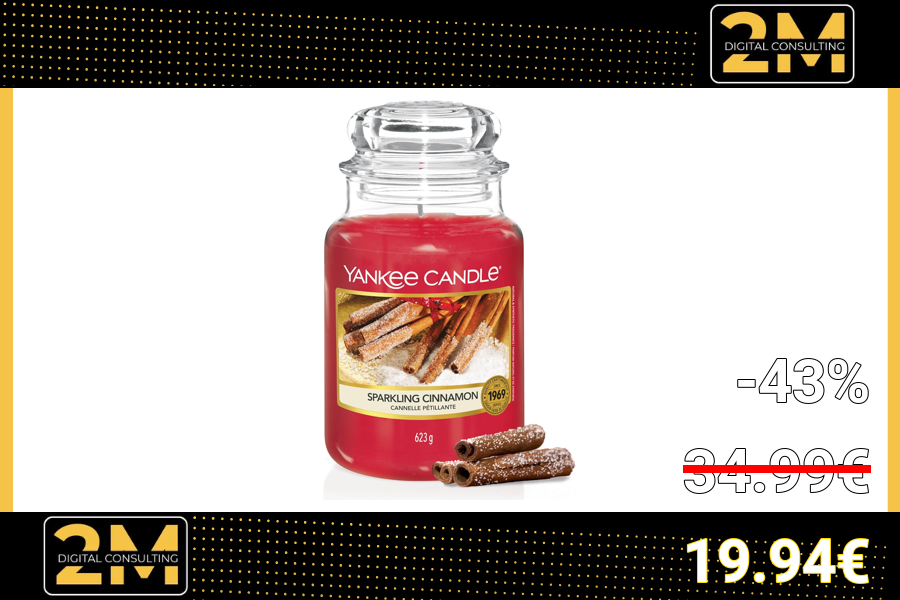 2M
DIGITAL CONSULTING
YANKEE CANDLE®
SPARKLING CINNAMON
CANNELLE PÉTILLANTE
1969
623 g
-43%
34.99€
2M
DIGITAL CONSULTING
19.94€